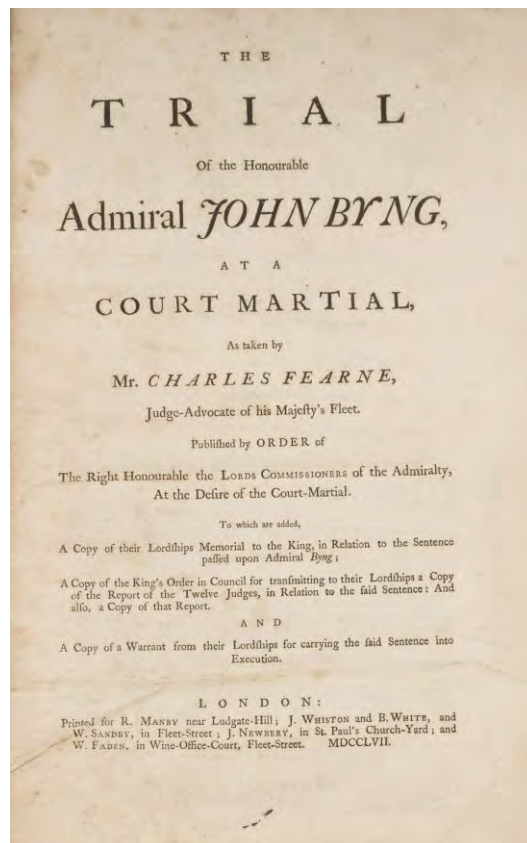 THE
TRIAL
Of the Honourable
Admiral JOHN BYNG,
AT A
COURT MARTIAL,
As taken by
Mr. CHARLES FEARNE,
Judge-Advocate of his Majeſty's Fleet.
Publiſhed by ORDER of
The Right Honourable the LORDS COMMISSIONERS of the Admiralty,
At the Deſire of the Court-Martial.
To which are added,
A Copy of their Lordſhips Memorial to the King, in Relation to the Sentence
paſſed upon Admiral Byng;
A Copy of the King's Order in Council for tranſmitting to their Lordſhips a Copy
of the Report of the Twelve Judges, in Relation to the ſaid Sentence: And
alſo, a Copy of that Report.
AND
A Copy of a Warrant from their Lordſhips for carrying the ſaid Sentence into
Execution.
LONDON:
Printed for R. MANBY near Ludgate-Hill; J. WHISTON and B. WHITE, and
W. SANDBY, in Fleet-Street; J. NEWBERY, in St. Paul's Church-Yard; and
W. FADEN, in Wine-Office-Court, Fleet-Street. MDCCLVII.